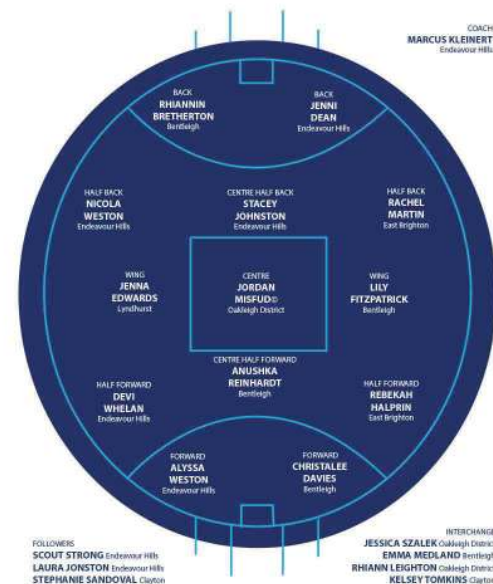 COACH
MARCUS KLEINERT
Endeavour Hills
BACK
RHIANNIN
BRETHERTON
Bentleigh
BACK
JENNI
DEAN
Endeavour Hills
HALF BACK
NICOLA
WESTON
Endeavour Hills
CENTRE HALF BACK
STACEY
JOHNSTON
Endeavour Hills
HALF BACK
RACHEL
MARTIN
East Brighton
WING
JENNA
EDWARDS
Lyndhurst
CENTRE
JORDAN
MISFUD©
Oakleigh District
WING
LILY
FITZPATRICK
Bentleigh
CENTRE HALF FORWARD
ANUSHKA
REINHARDT
Bentleigh
HALF FORWARD
DEVI
WHELAN
Endeavour Hills
HALF FORWARD
REBEKAH
HALPRIN
East Brighton
FORWARD
ALYSSA
WESTON
Endeavour Hills
FORWARD
CHRISTALEE
DAVIES
Bentleigh
FOLLOWERS
SCOUT STRONG Endeavour Hills
LAURA JONSTON Endeavour Hills
STEPHANIE SANDOVAL Clayton
INTERCHANGE
JESSICA SZALEK Oakleigh District
EMMA MEDLAND Bentleigh
RHIANN LEIGHTON Oakleigh District
KELSEY TOMKINS Clayton